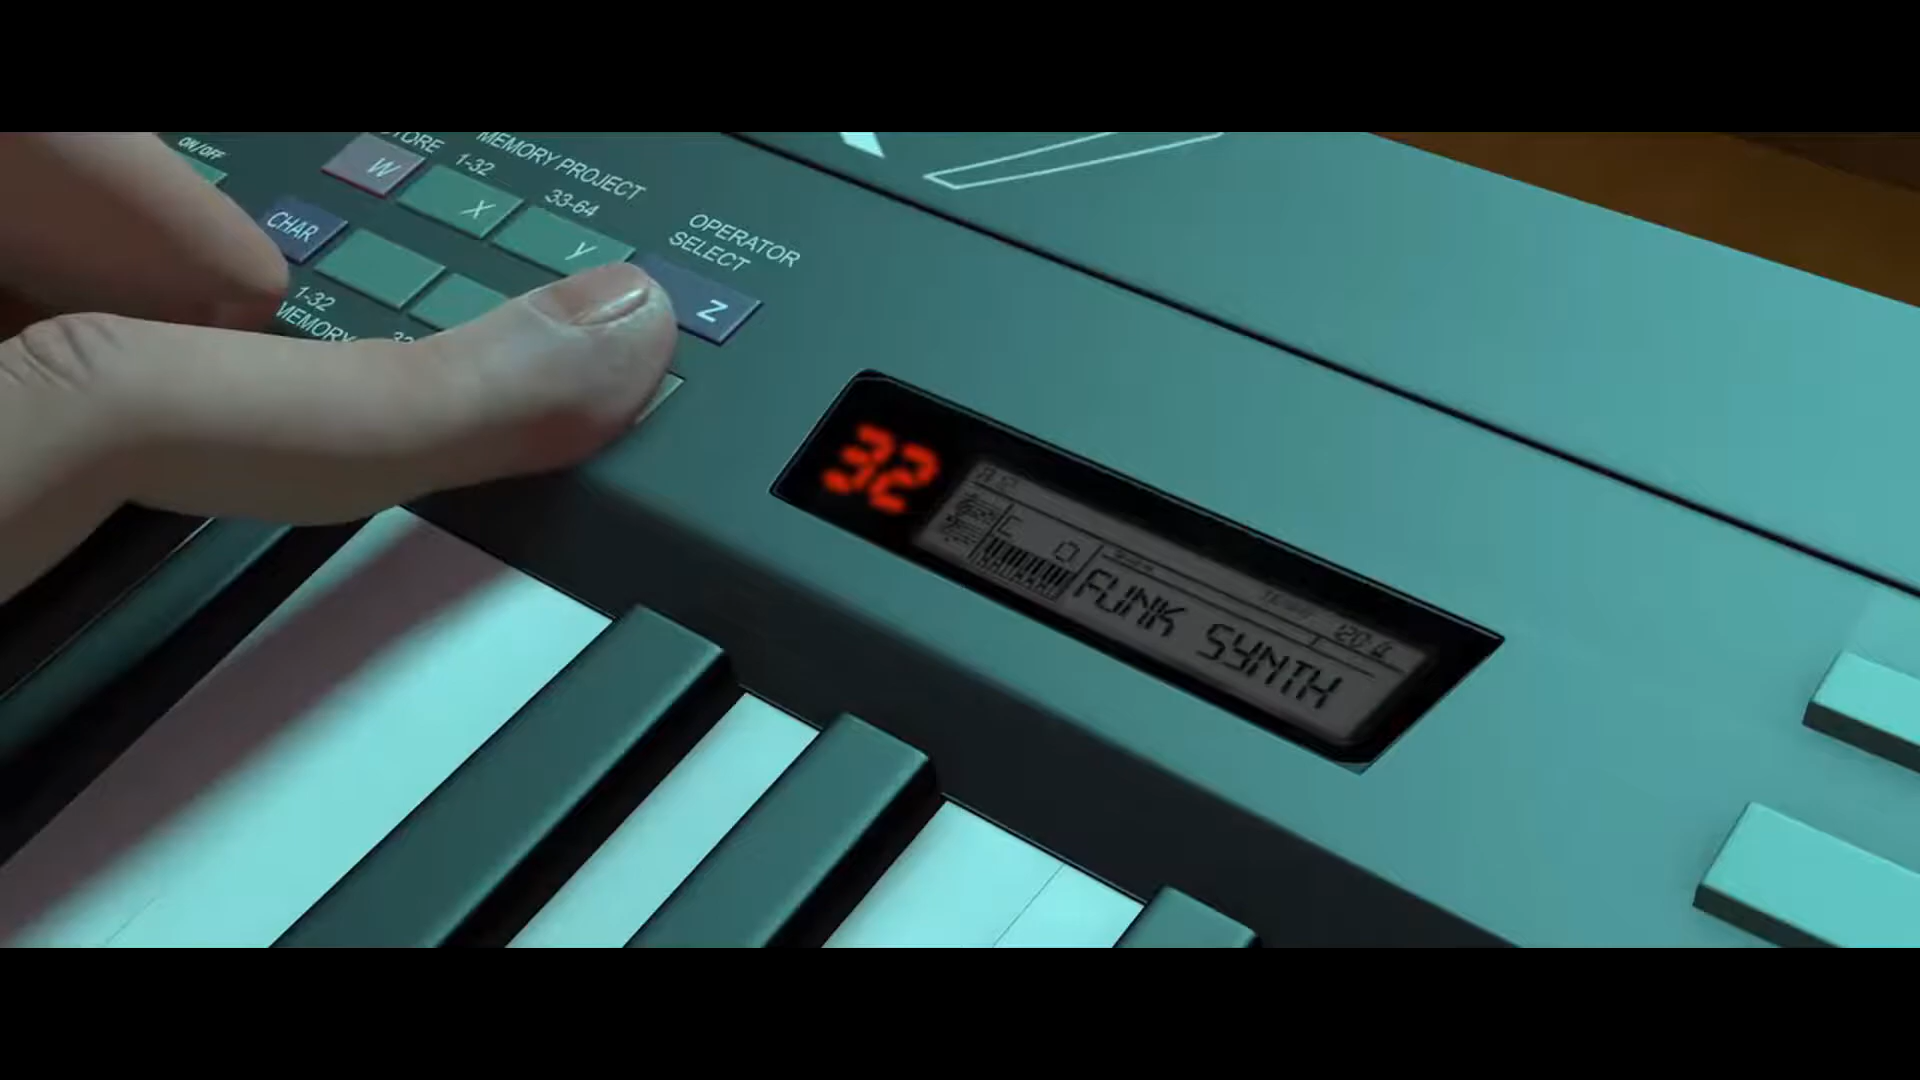 ON/OFF
STORE
MEMORY PROJECT
W
1-32
X
33-64
Y
OPERATOR
SELECT
CHAR
Z
1-32
MEMORY
32
FUNK SYNTH